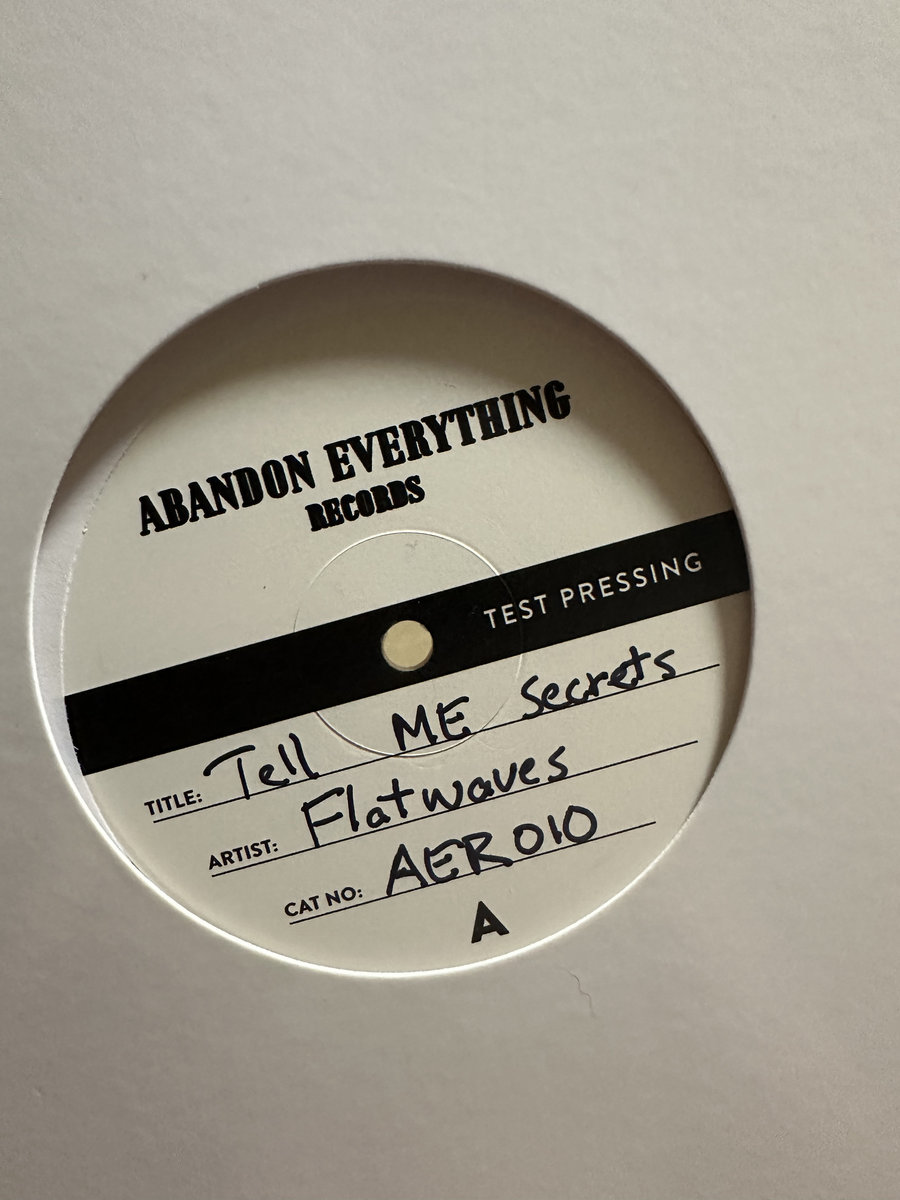 ABANDON EVERYTHING
RECORDS
TEST PRESSING
TITLE: Tell ME Secrets
ARTIST: Flatwaves
CAT NO: AER010
A